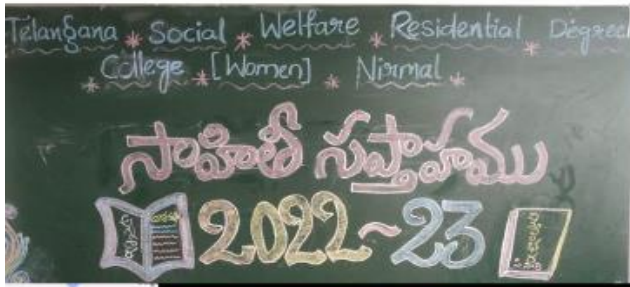 Telangana * Social * Welfare * Residential Degree
* College * [Women] * Nirmal *
సాహితీ సప్తాహము
2022~23